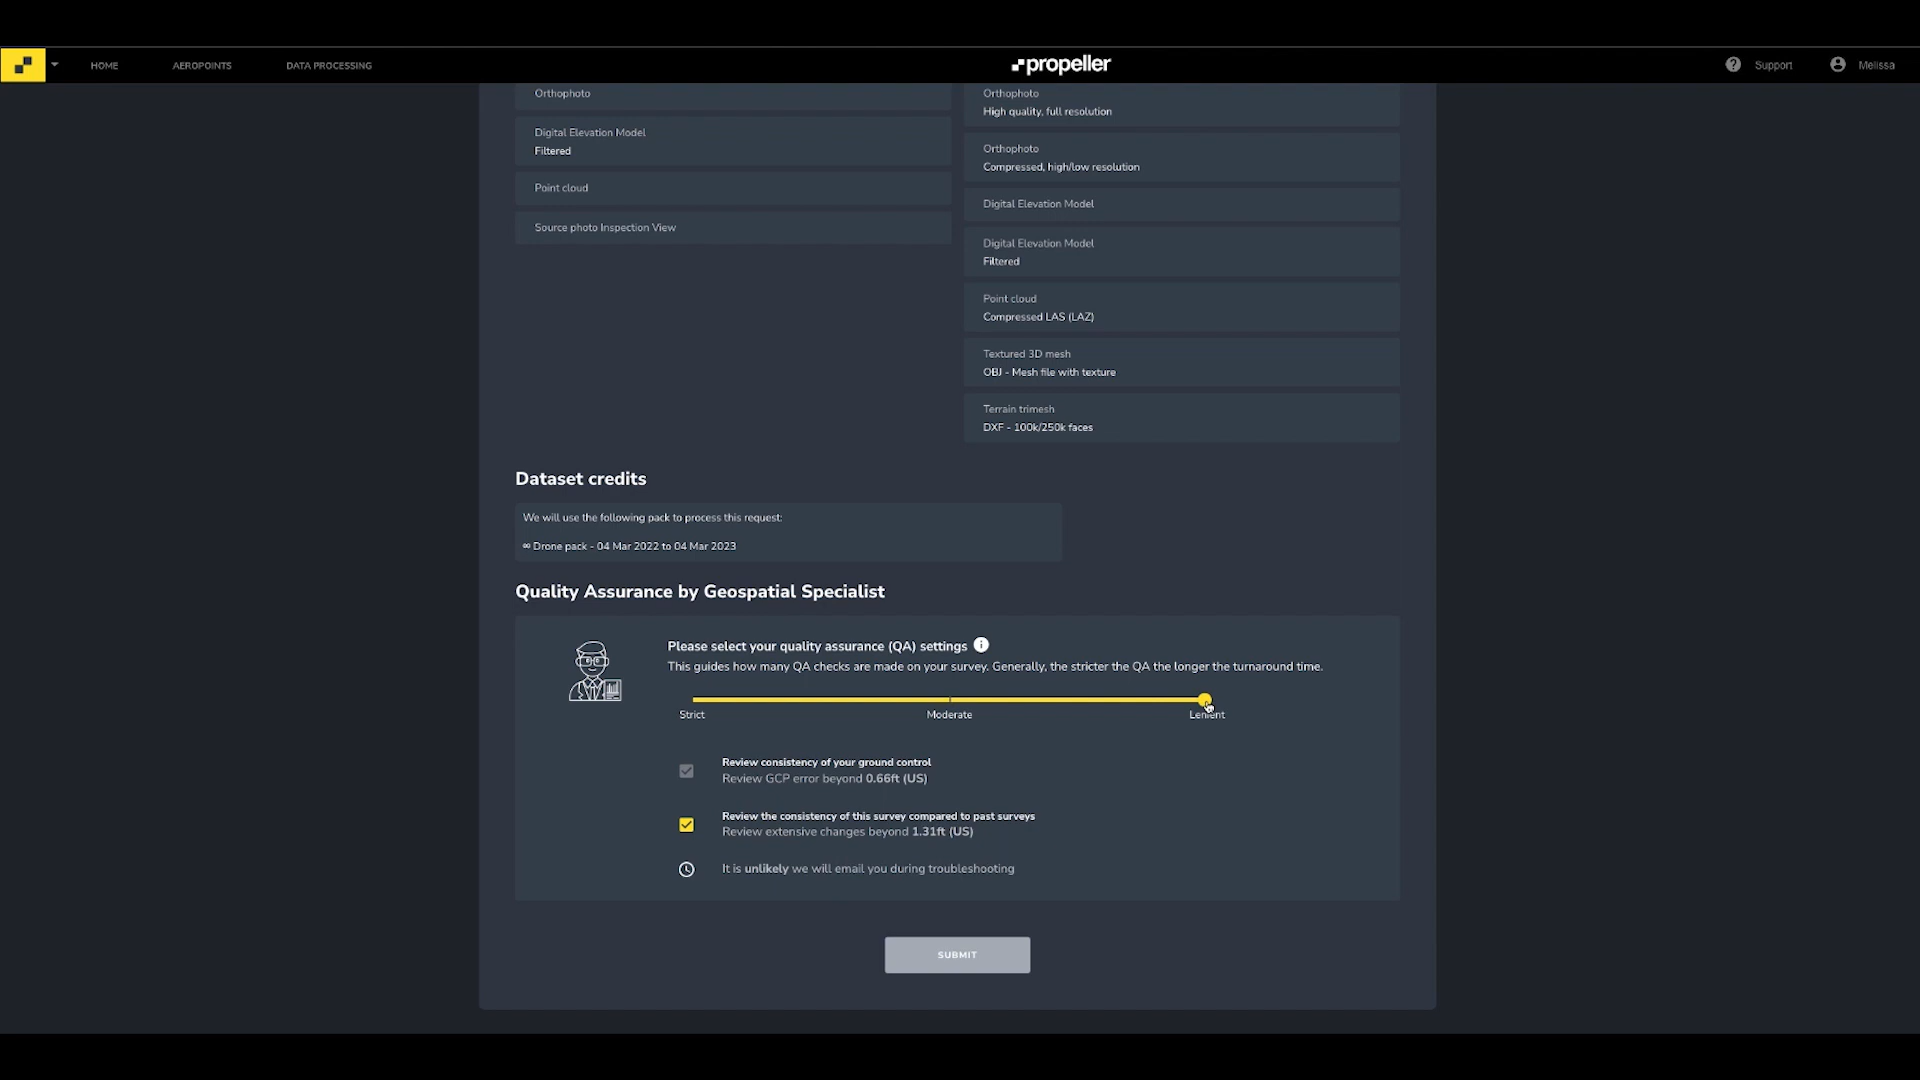 HOME
AEROPOINTS
DATA PROCESSING
propeller
Support
Melissa
Orthophoto
Digital Elevation Model
Filtered
Point cloud
Source photo Inspection View
Orthophoto
High quality, full resolution
Orthophoto
Compressed, high/low resolution
Digital Elevation Model
Digital Elevation Model
Filtered
Point cloud
Compressed LAS (LAZ)
Textured 3D mesh
OBJ - Mesh file with texture
Terrain trimesh
DXF - 100k/250k faces
Dataset credits
We will use the following pack to process this request:
∞ Drone pack - 04 Mar 2022 to 04 Mar 2023
Quality Assurance by Geospatial Specialist
Please select your quality assurance (QA) settings
This guides how many QA checks are made on your survey. Generally, the stricter the QA the longer the turnaround time.
Strict
Moderate
Lenient
Review consistency of your ground control
Review GCP error beyond 0.66ft (US)
Review the consistency of this survey compared to past surveys
Review extensive changes beyond 1.31ft (US)
It is unlikely we will email you during troubleshooting
SUBMIT